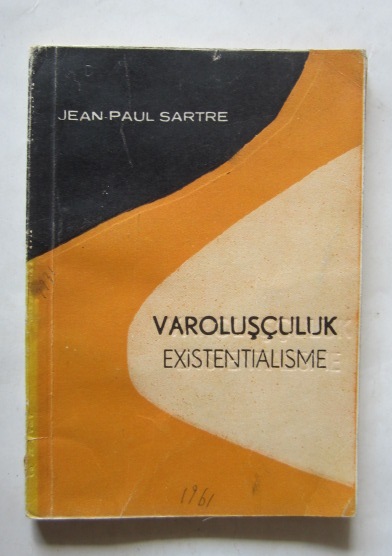 JEAN-PAUL SARTRE
VAROLUŞÇULUK
EXiSTENTIALISME
1961